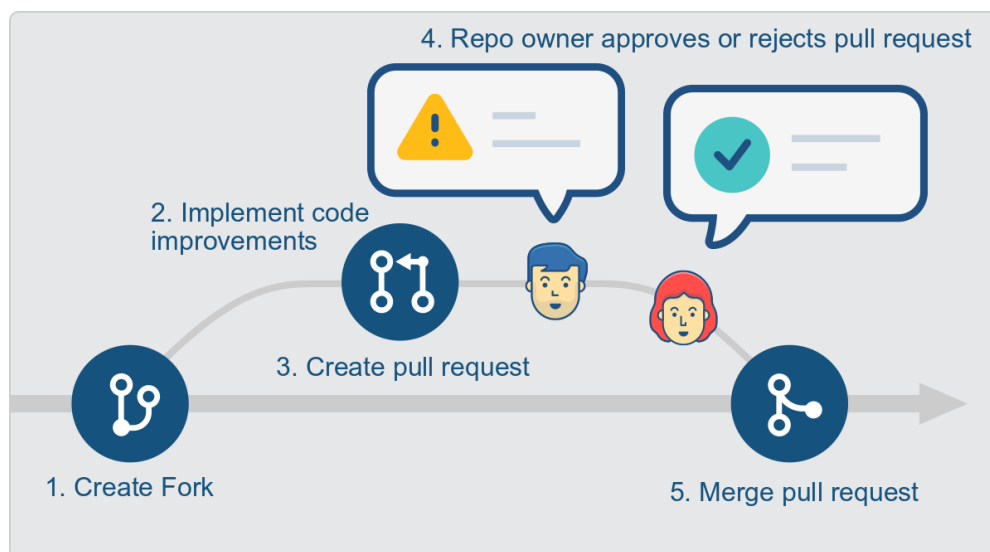 4. Repo owner approves or rejects pull request
2. Implement code
improvements
3. Create pull request
1. Create Fork
5. Merge pull request